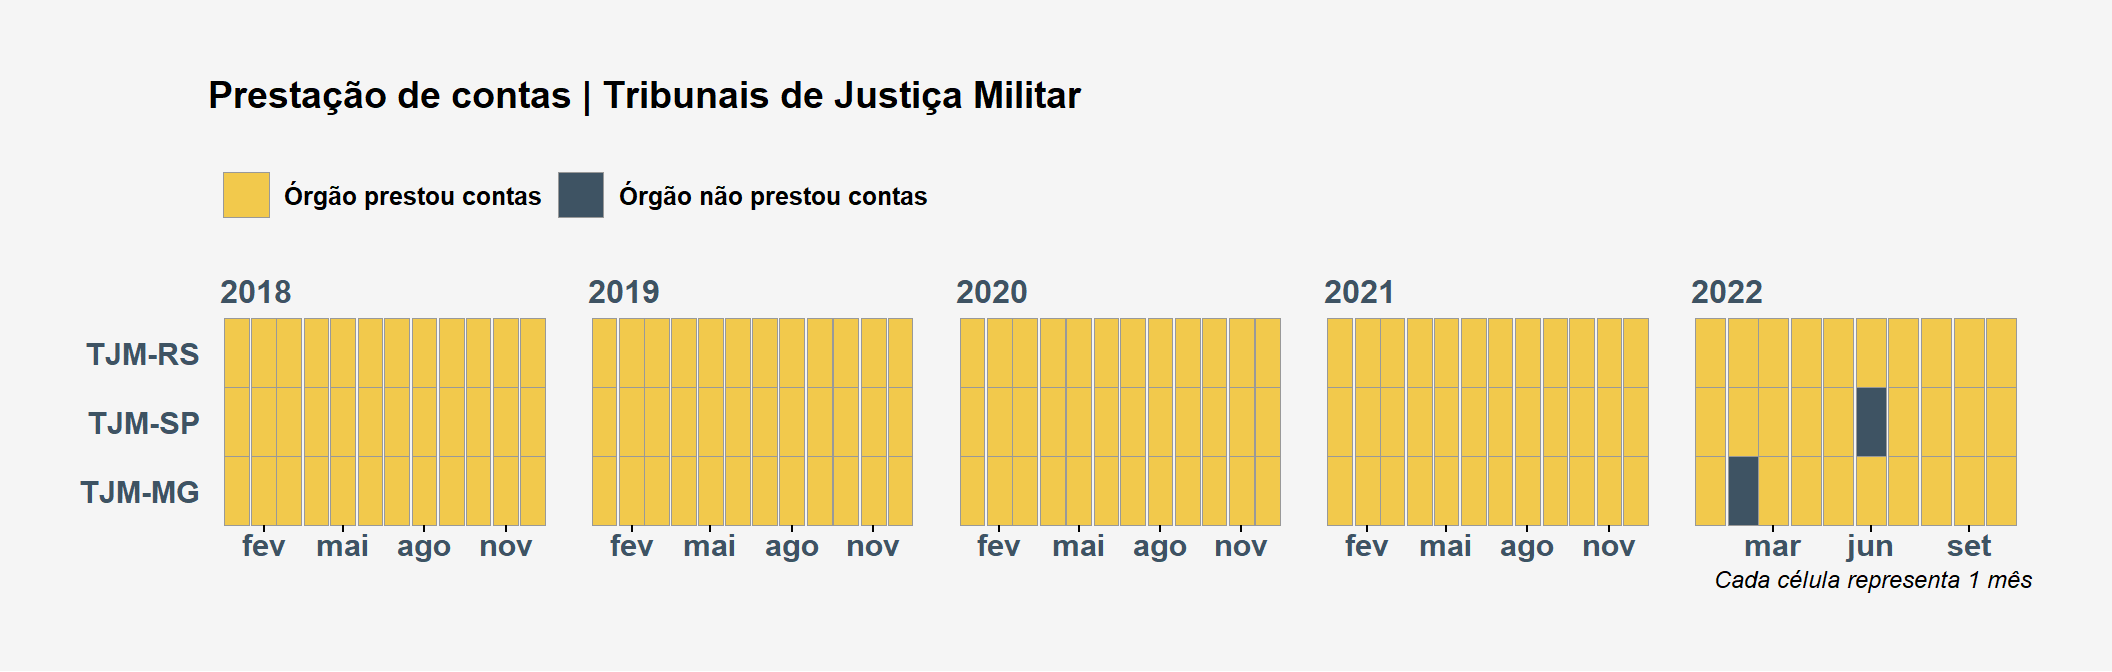 Prestação de contas | Tribunais de Justiça Militar
Órgão prestou contas Órgão não prestou contas
2018 2019 2020 2021 2022
TJM-RS
TJM-SP
TJM-MG
fev mai ago nov fev mai ago nov fev mai ago nov fev mai ago nov mar jun set
Cada célula representa 1 mês